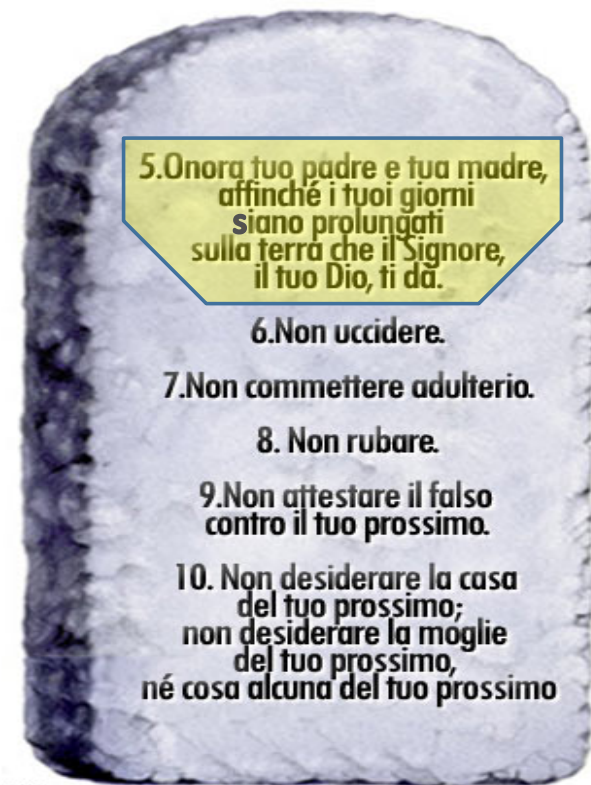 5.Onora tuo padre e tua madre,
affinché i tuoi giorni
siano prolungati
sulla terra che il Signore,
il tuo Dio, ti dà.
6.Non uccidere.
7.Non commettere adulterio.
8. Non rubare.
9.Non attestare il falso
contro il tuo prossimo.
10. Non desiderare la casa
del tuo prossimo;
non desiderare la moglie
del tuo prossimo,
né cosa alcuna del tuo prossimo